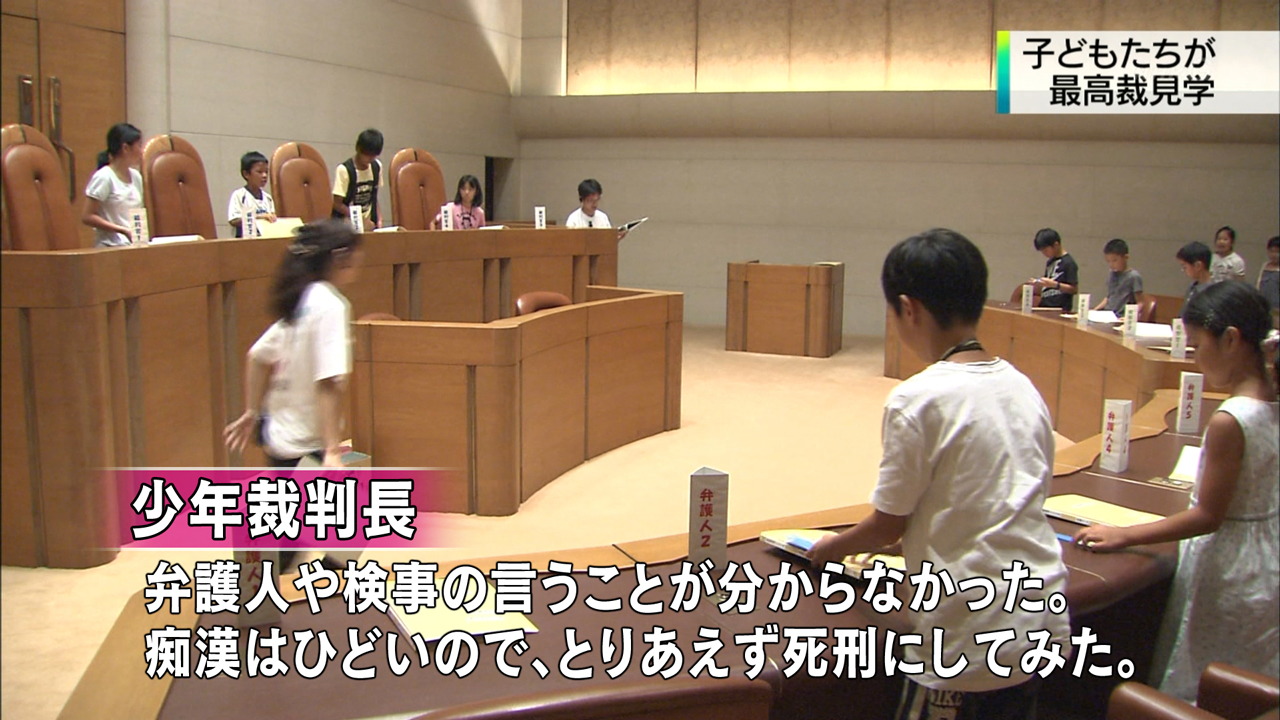 子どもたちが
最高裁見学
弁護人2
弁護人4
弁護人5
少年裁判長
弁護人や検事の言うことが分からなかった。
痴漢はひどいので、とりあえず死刑にしてみた。